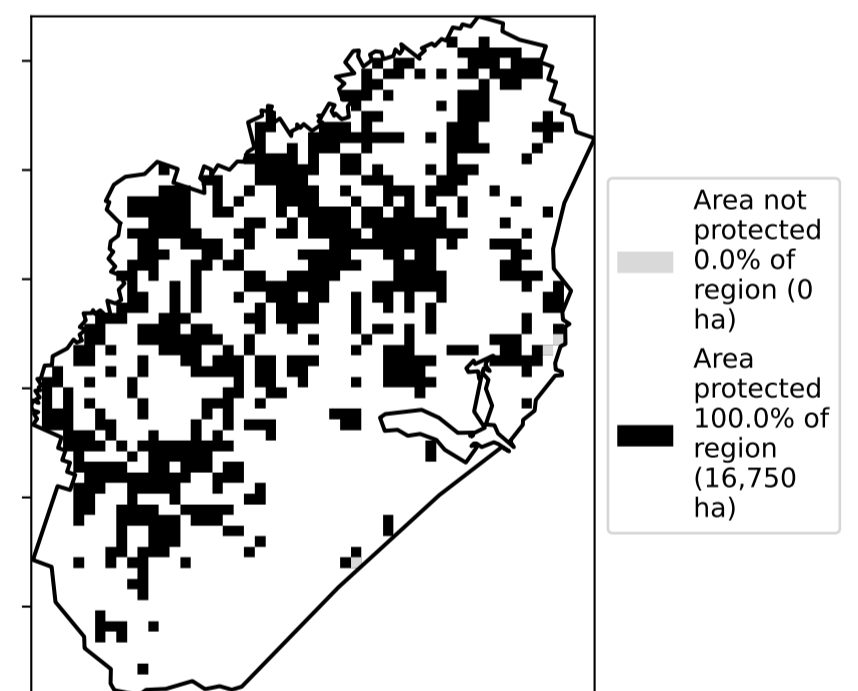 Area not
protected
0.0% of
region (0
ha)
Area
protected
100.0% of
region
(16,750
ha)